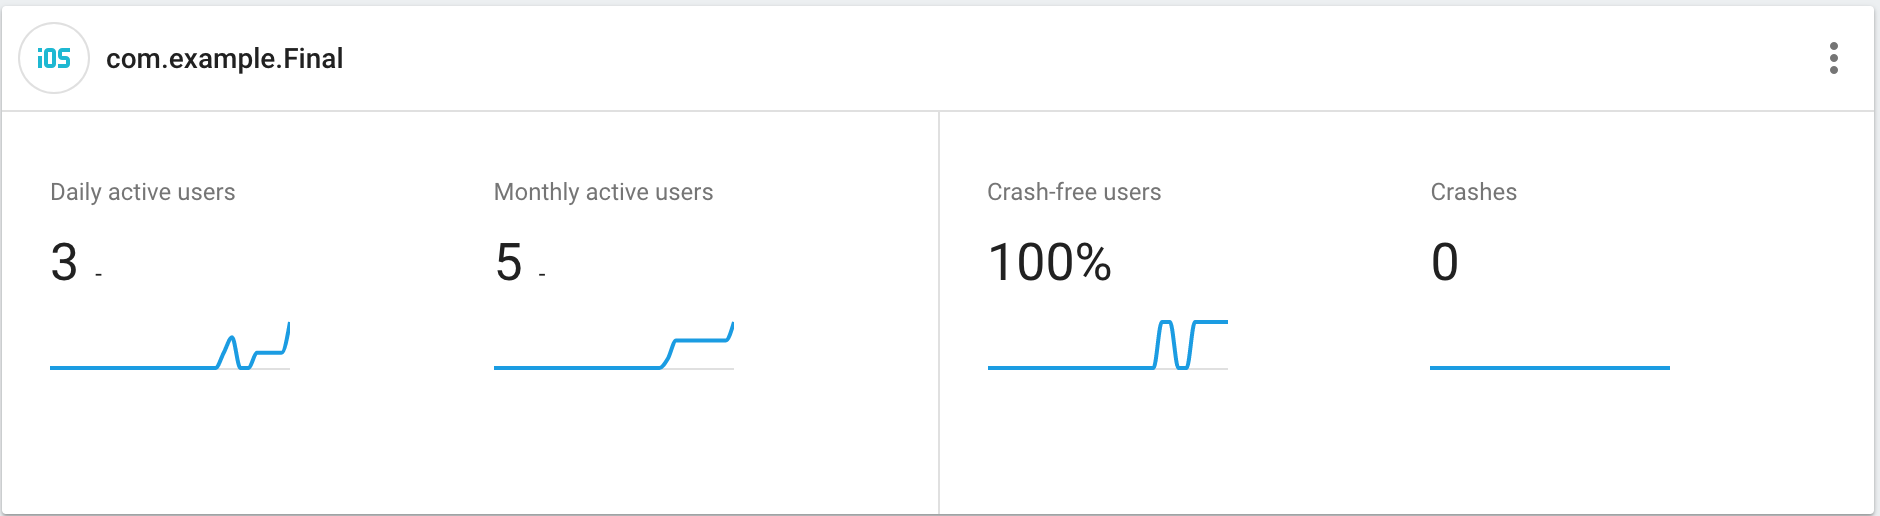 iOS com.example.Final
Daily active users
3 -
Monthly active users
5 -
Crash-free users
100%
Crashes
0